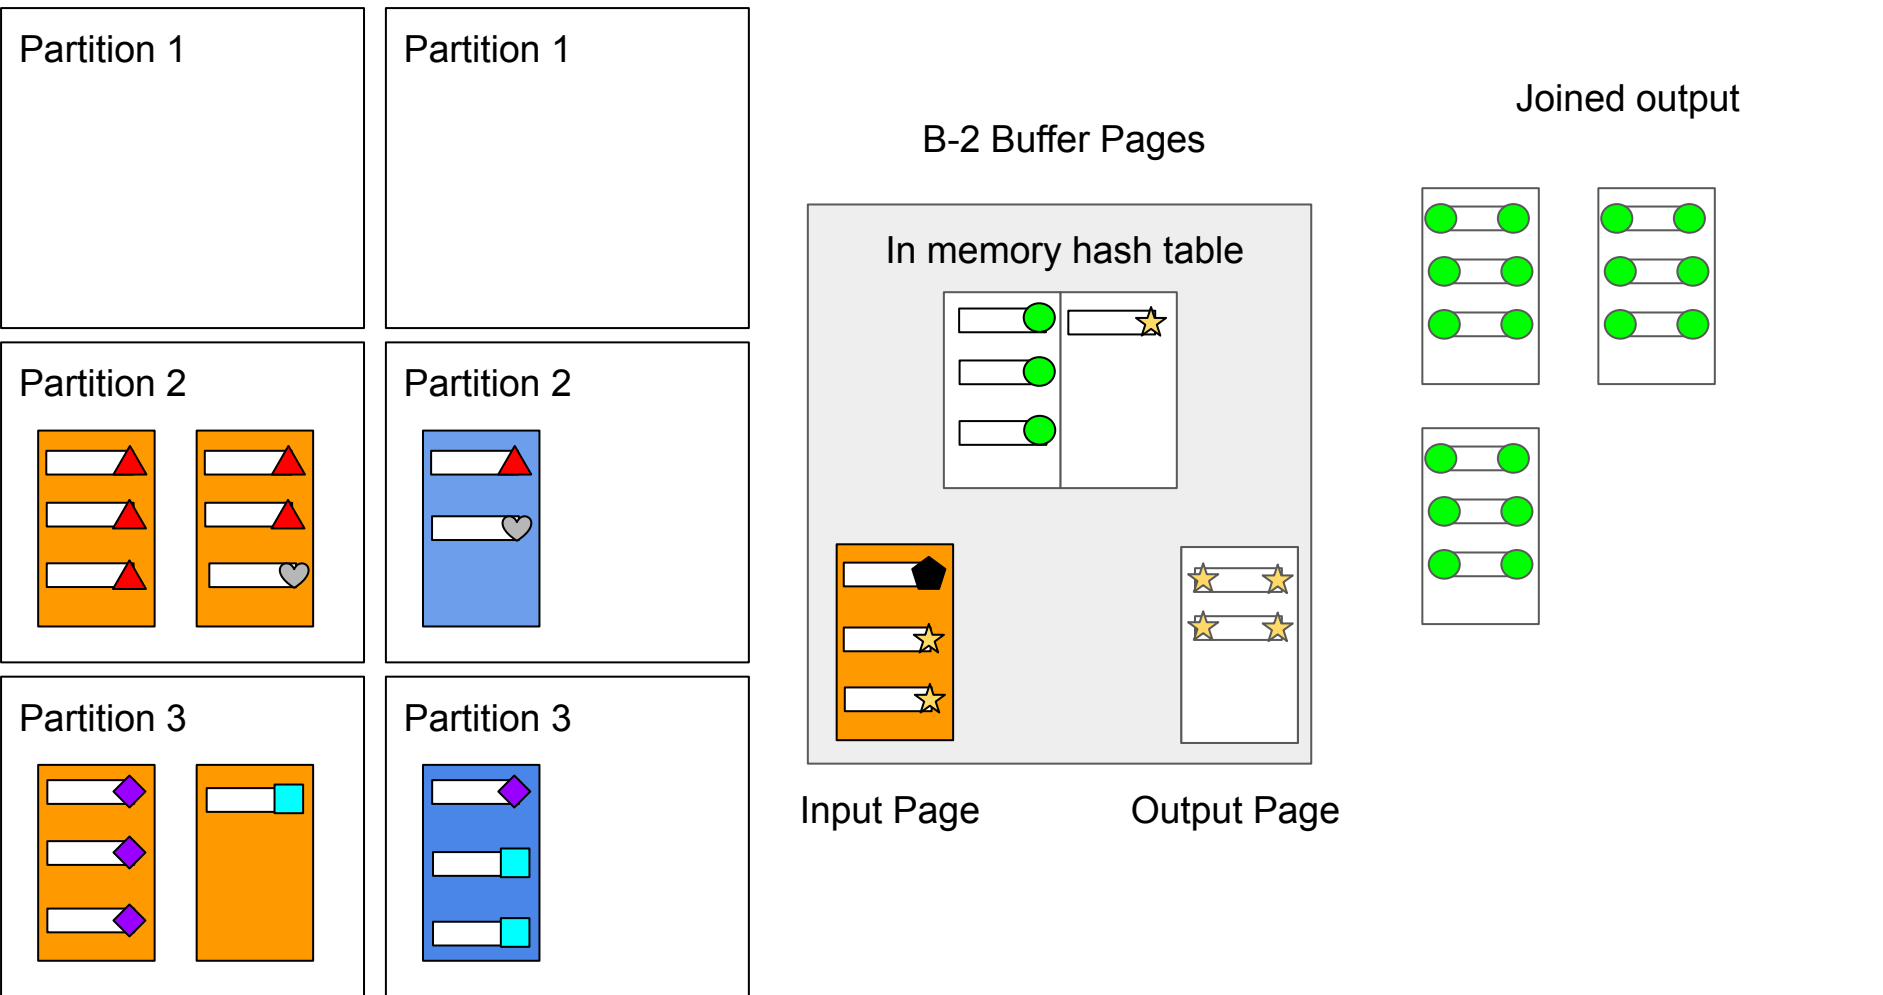 Partition 1
Partition 1
Joined output
B-2 Buffer Pages
In memory hash table
Partition 2
Partition 2
Partition 3
Partition 3
Input Page
Output Page